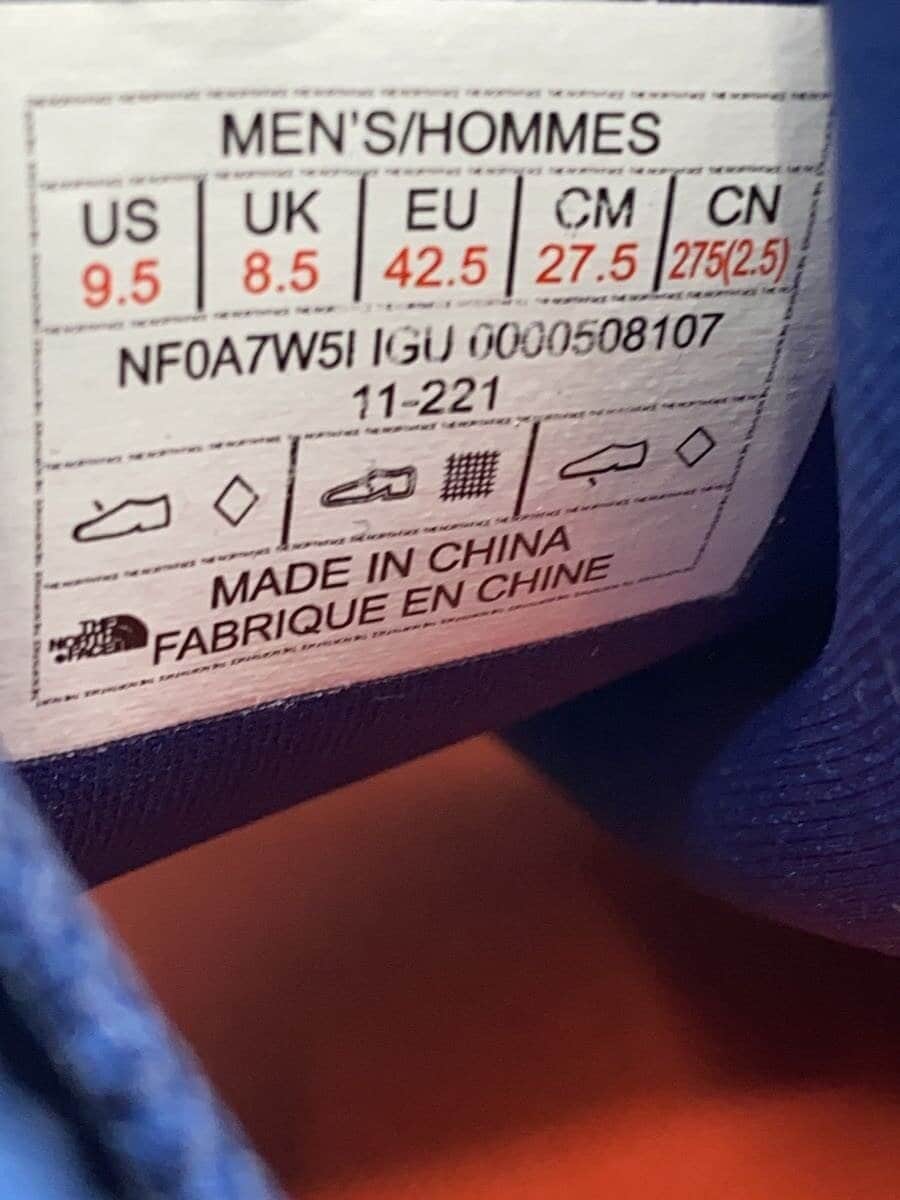 MEN'S/HOMMES
US UK EU CM CN
9.5 8.5 42.5 27.5 275(2.5)
NF0A7W5I IGU 0000508107
11-221
MADE IN CHINA
THE NORTH FACE FABRIQUE EN CHINE